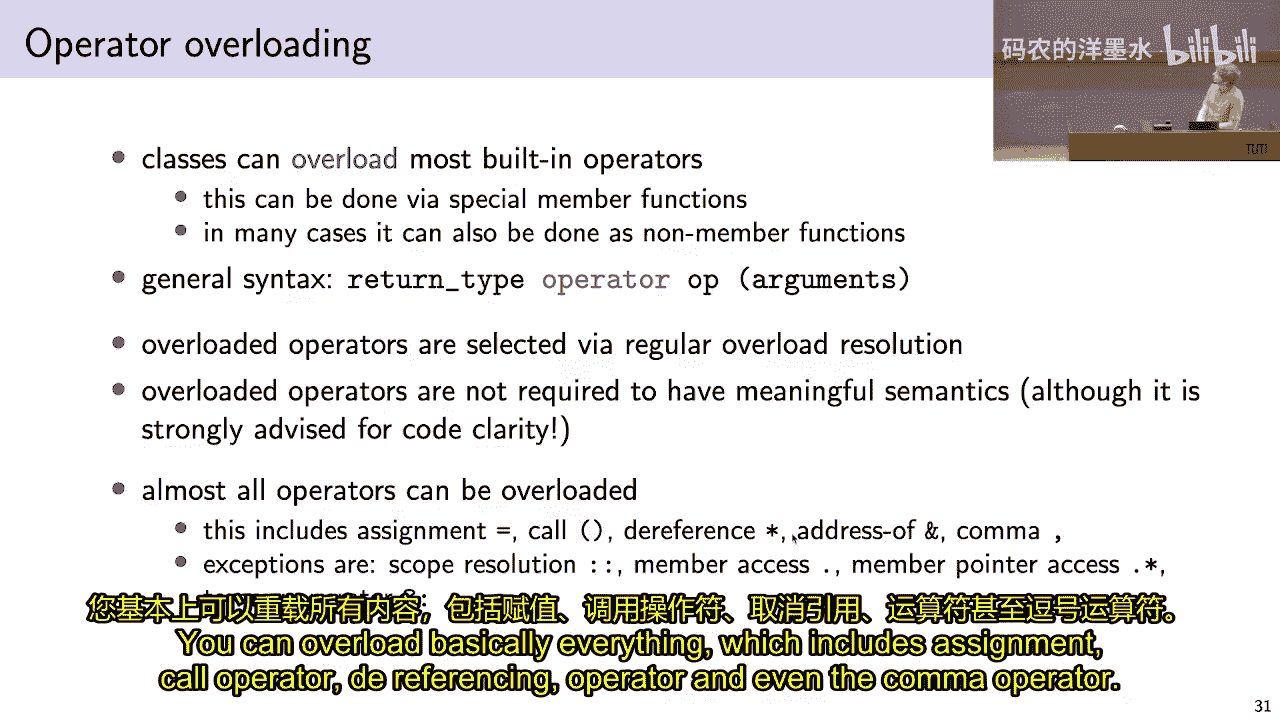 Operator overloading
码农的洋墨水
bilibili
TUM
• classes can overload most built-in operators
• this can be done via special member functions
• in many cases it can also be done as non-member functions
• general syntax: return_type operator op (arguments)
• overloaded operators are selected via regular overload resolution
• overloaded operators are not required to have meaningful semantics (although it is
strongly advised for code clarity!)
• almost all operators can be overloaded
• this includes assignment =, call (), dereference *, address-of &, comma ,
• exceptions are: scope resolution ::, member access ., member pointer access .*,
您基本上可以重载所有内容，包括赋值、调用操作符、取消引用、运算符甚至逗号运算符。
You can overload basically everything, which includes assignment,
call operator, de referencing, operator and even the comma operator.
31